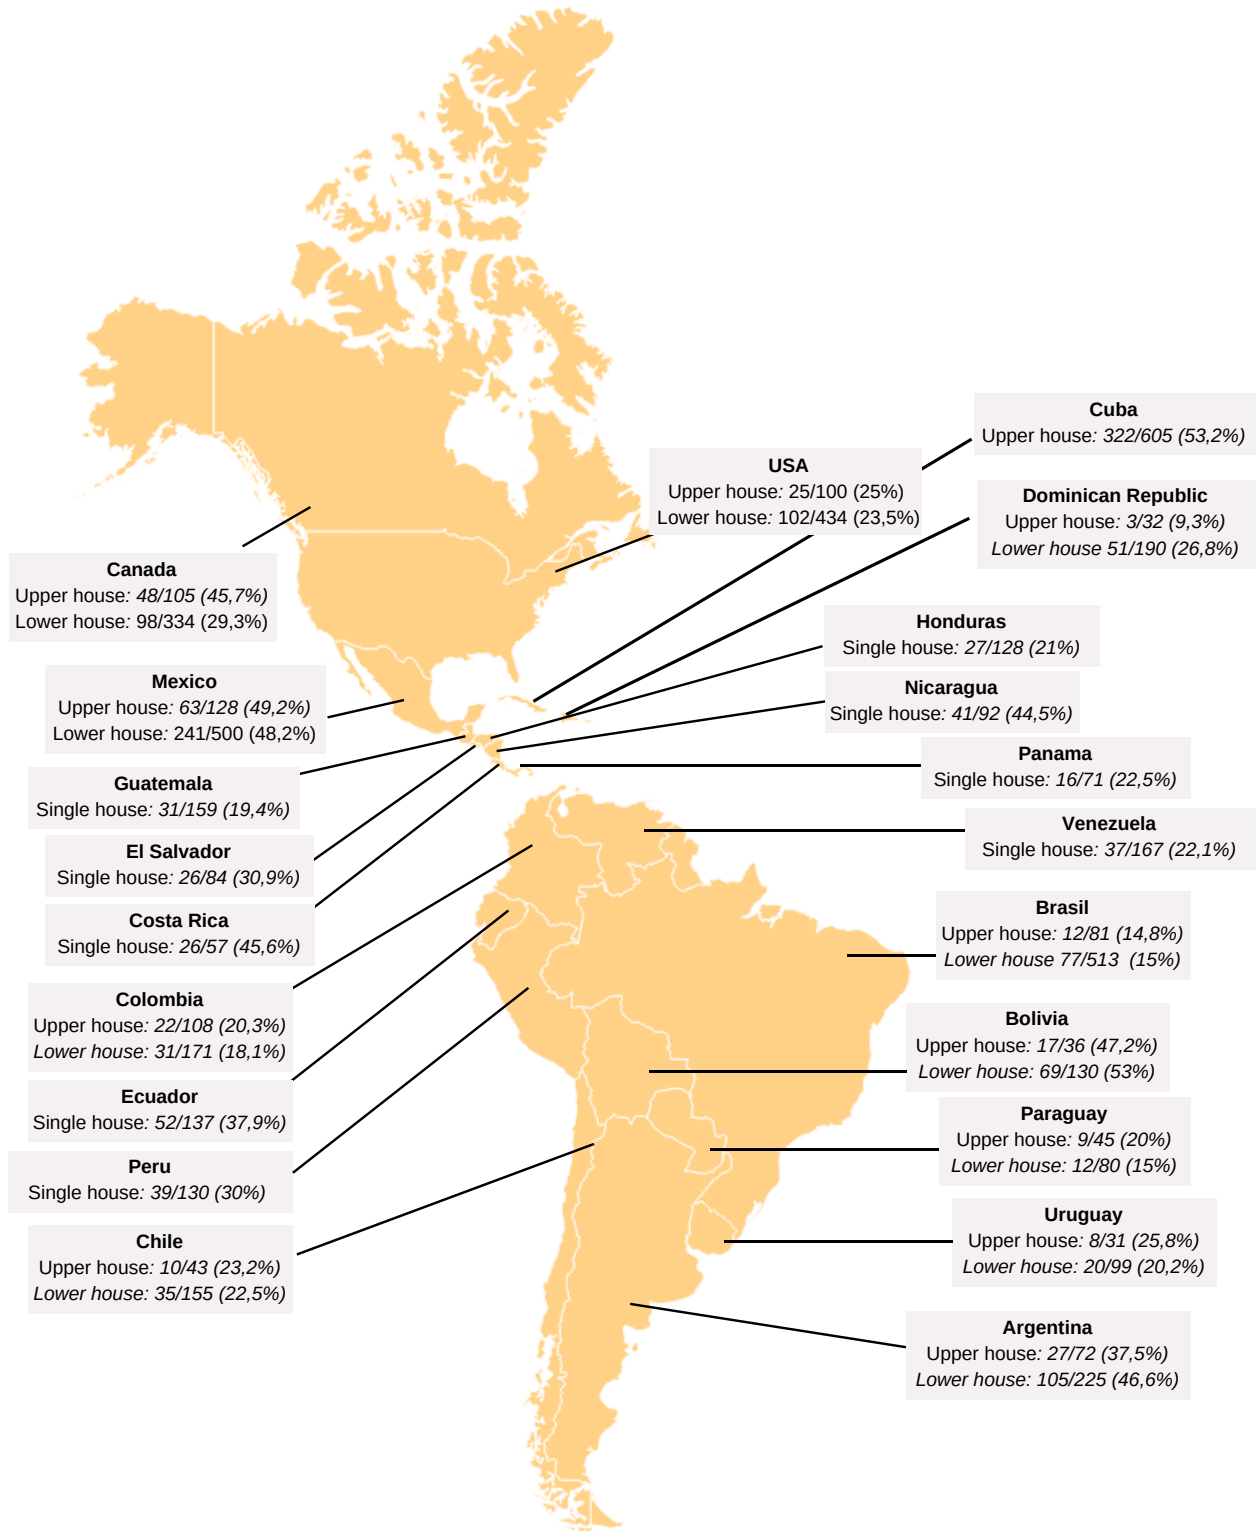 Cuba
Upper house: 322/605 (53,2%)
USA
Upper house: 25/100 (25%)
Lower house: 102/434 (23,5%)
Dominican Republic
Upper house: 3/32 (9,3%)
Lower house 51/190 (26,8%)
Canada
Upper house: 48/105 (45,7%)
Lower house: 98/334 (29,3%)
Honduras
Single house: 27/128 (21%)
Mexico
Upper house: 63/128 (49,2%)
Lower house: 241/500 (48,2%)
Nicaragua
Single house: 41/92 (44,5%)
Panama
Single house: 16/71 (22,5%)
Guatemala
Single house: 31/159 (19,4%)
Venezuela
Single house: 37/167 (22,1%)
El Salvador
Single house: 26/84 (30,9%)
Costa Rica
Single house: 26/57 (45,6%)
Brasil
Upper house: 12/81 (14,8%)
Lower house 77/513 (15%)
Colombia
Upper house: 22/108 (20,3%)
Lower house: 31/171 (18,1%)
Bolivia
Upper house: 17/36 (47,2%)
Lower house: 69/130 (53%)
Ecuador
Single house: 52/137 (37,9%)
Paraguay
Upper house: 9/45 (20%)
Lower house: 12/80 (15%)
Peru
Single house: 39/130 (30%)
Uruguay
Upper house: 8/31 (25,8%)
Lower house: 20/99 (20,2%)
Chile
Upper house: 10/43 (23,2%)
Lower house: 35/155 (22,5%)
Argentina
Upper house: 27/72 (37,5%)
Lower house: 105/225 (46,6%)